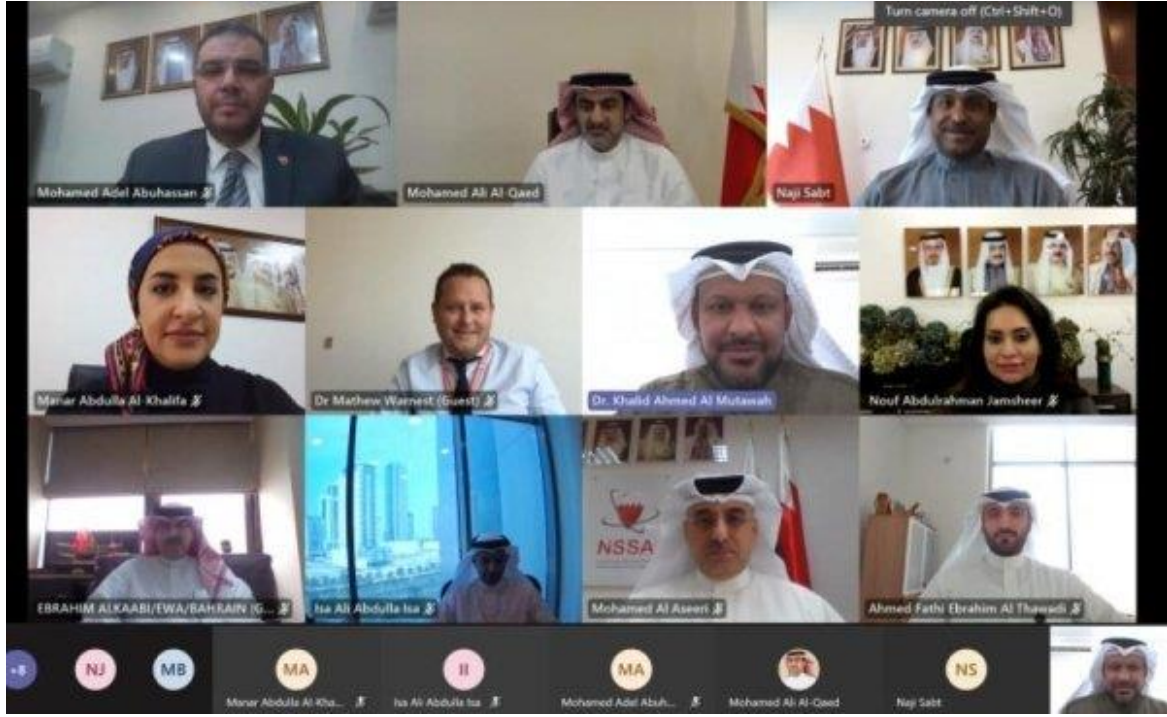 Turn camera off (Ctrl+Shift+O)
Mohamed Adel Abuhassan
Mohamed Ali Al-Qaed
Naji Sabt
Manar Abdulla Al-Khalifa
Dr Mathew Warnest (Guest)
Dr. Khalid Ahmed Al Mutawah
Nouf Abdulrahman Jamsheer
NSSA
EBRAHIM ALKAABI/EWA/BAHRAIN (G...
Isa Ali Abdulla Isa
Mohamed Al Aseeri
Ahmed Fathi Ebrahim Al Thawadi
+8
NJ
MB
MA
II
MA
NS
Manar Abdulla Al-Kha...
Isa Ali Abdulla Isa
Mohamed Adel Abuh...
Mohamed Ali Al-Qaed
Naji Sabt